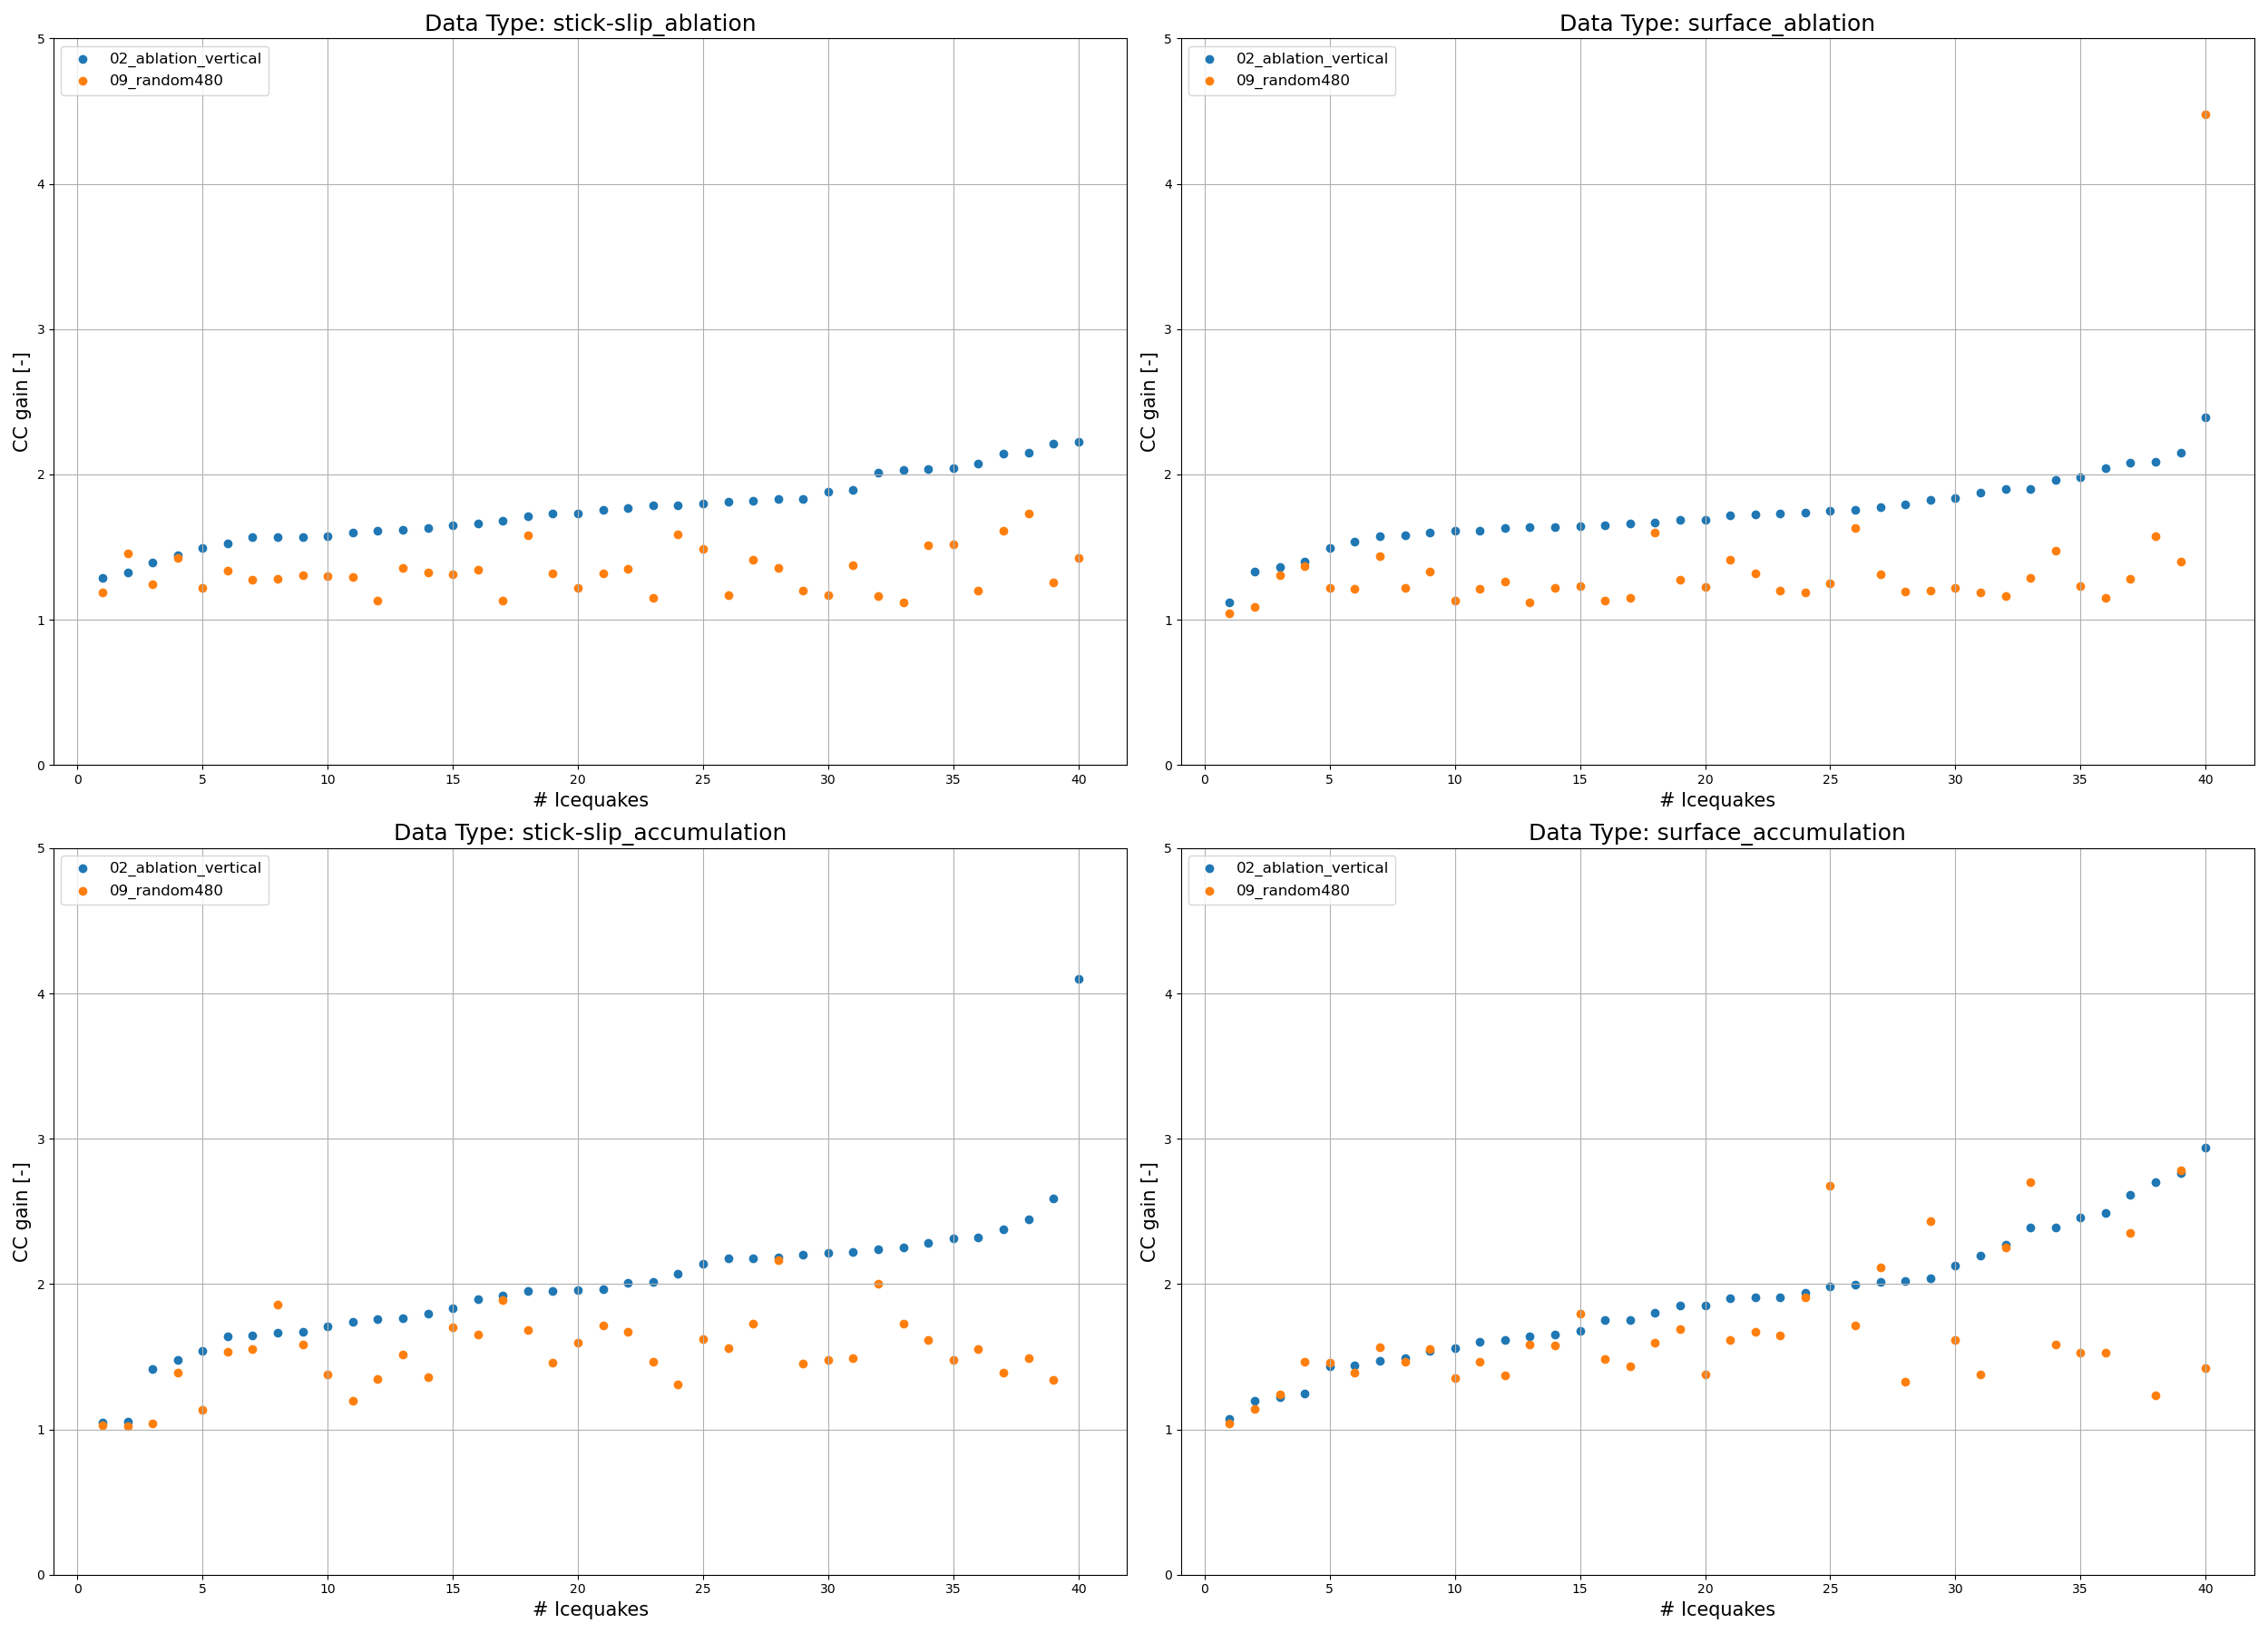 Data Type: stick-slip_ablation
02_ablation_vertical
09_random480
CC gain [-]
5
4
3
2
1
0
0 5 10 15 20 25 30 35 40
# Icequakes
Data Type: surface_ablation
02_ablation_vertical
09_random480
CC gain [-]
5
4
3
2
1
0
0 5 10 15 20 25 30 35 40
# Icequakes
Data Type: stick-slip_accumulation
02_ablation_vertical
09_random480
CC gain [-]
5
4
3
2
1
0
0 5 10 15 20 25 30 35 40
# Icequakes
Data Type: surface_accumulation
02_ablation_vertical
09_random480
CC gain [-]
5
4
3
2
1
0
0 5 10 15 20 25 30 35 40
# Icequakes